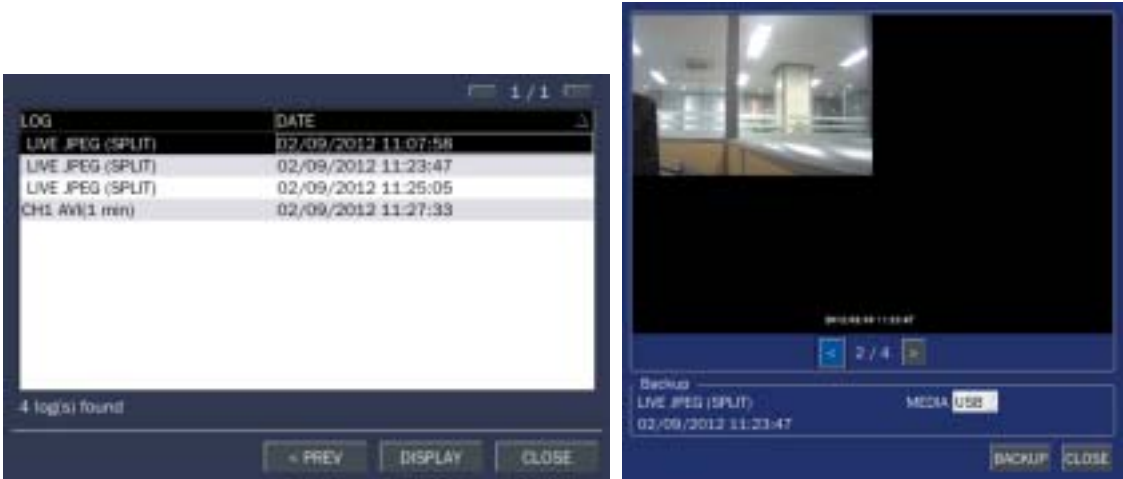 1 / 1
LOG DATE
LIVE JPEG (SPLIT) 02/09/2012 11:07:58
LIVE JPEG (SPLIT) 02/09/2012 11:23:47
LIVE JPEG (SPLIT) 02/09/2012 11:25:05
CH1 AVI(1 min) 02/09/2012 11:27:33
4 log(s) found
< PREV DISPLAY CLOSE
< 2 / 4 >
Backup
LIVE JPEG (SPLIT) MEDIA USB
02/09/2012 11:23:47
BACKUP CLOSE